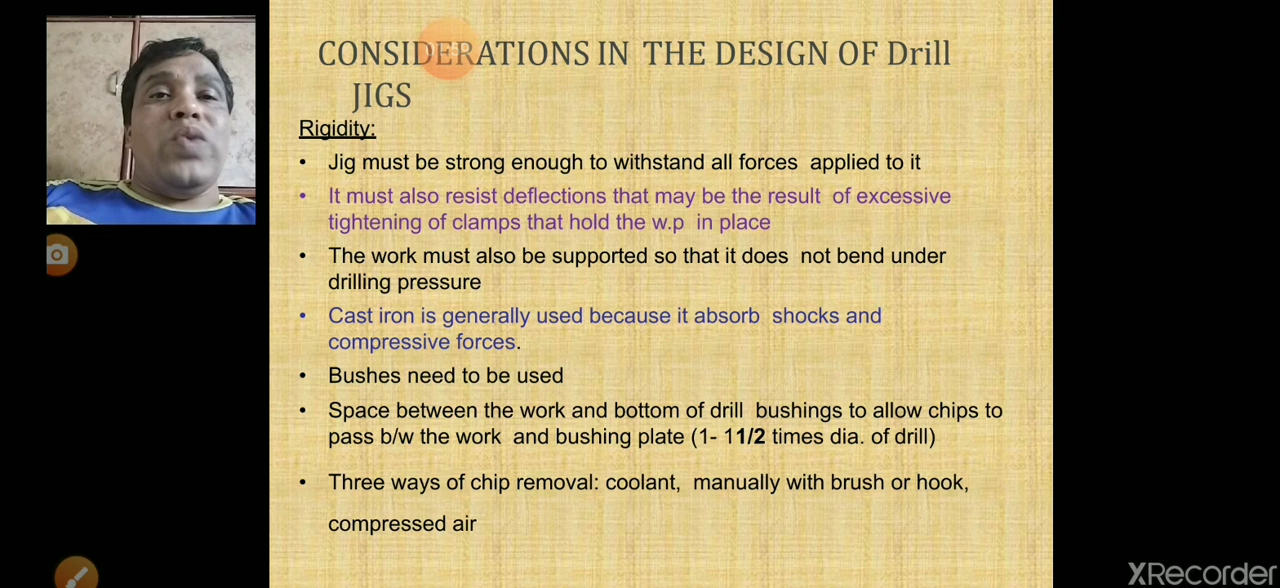 CONSIDERATIONS IN THE DESIGN OF Drill
JIGS
Rigidity:
• Jig must be strong enough to withstand all forces applied to it
• It must also resist deflections that may be the result of excessive
tightening of clamps that hold the w.p in place
• The work must also be supported so that it does not bend under
drilling pressure
• Cast iron is generally used because it absorb shocks and
compressive forces.
• Bushes need to be used
• Space between the work and bottom of drill bushings to allow chips to
pass b/w the work and bushing plate (1- 11/2 times dia. of drill)
• Three ways of chip removal: coolant, manually with brush or hook,
compressed air
XRecorder